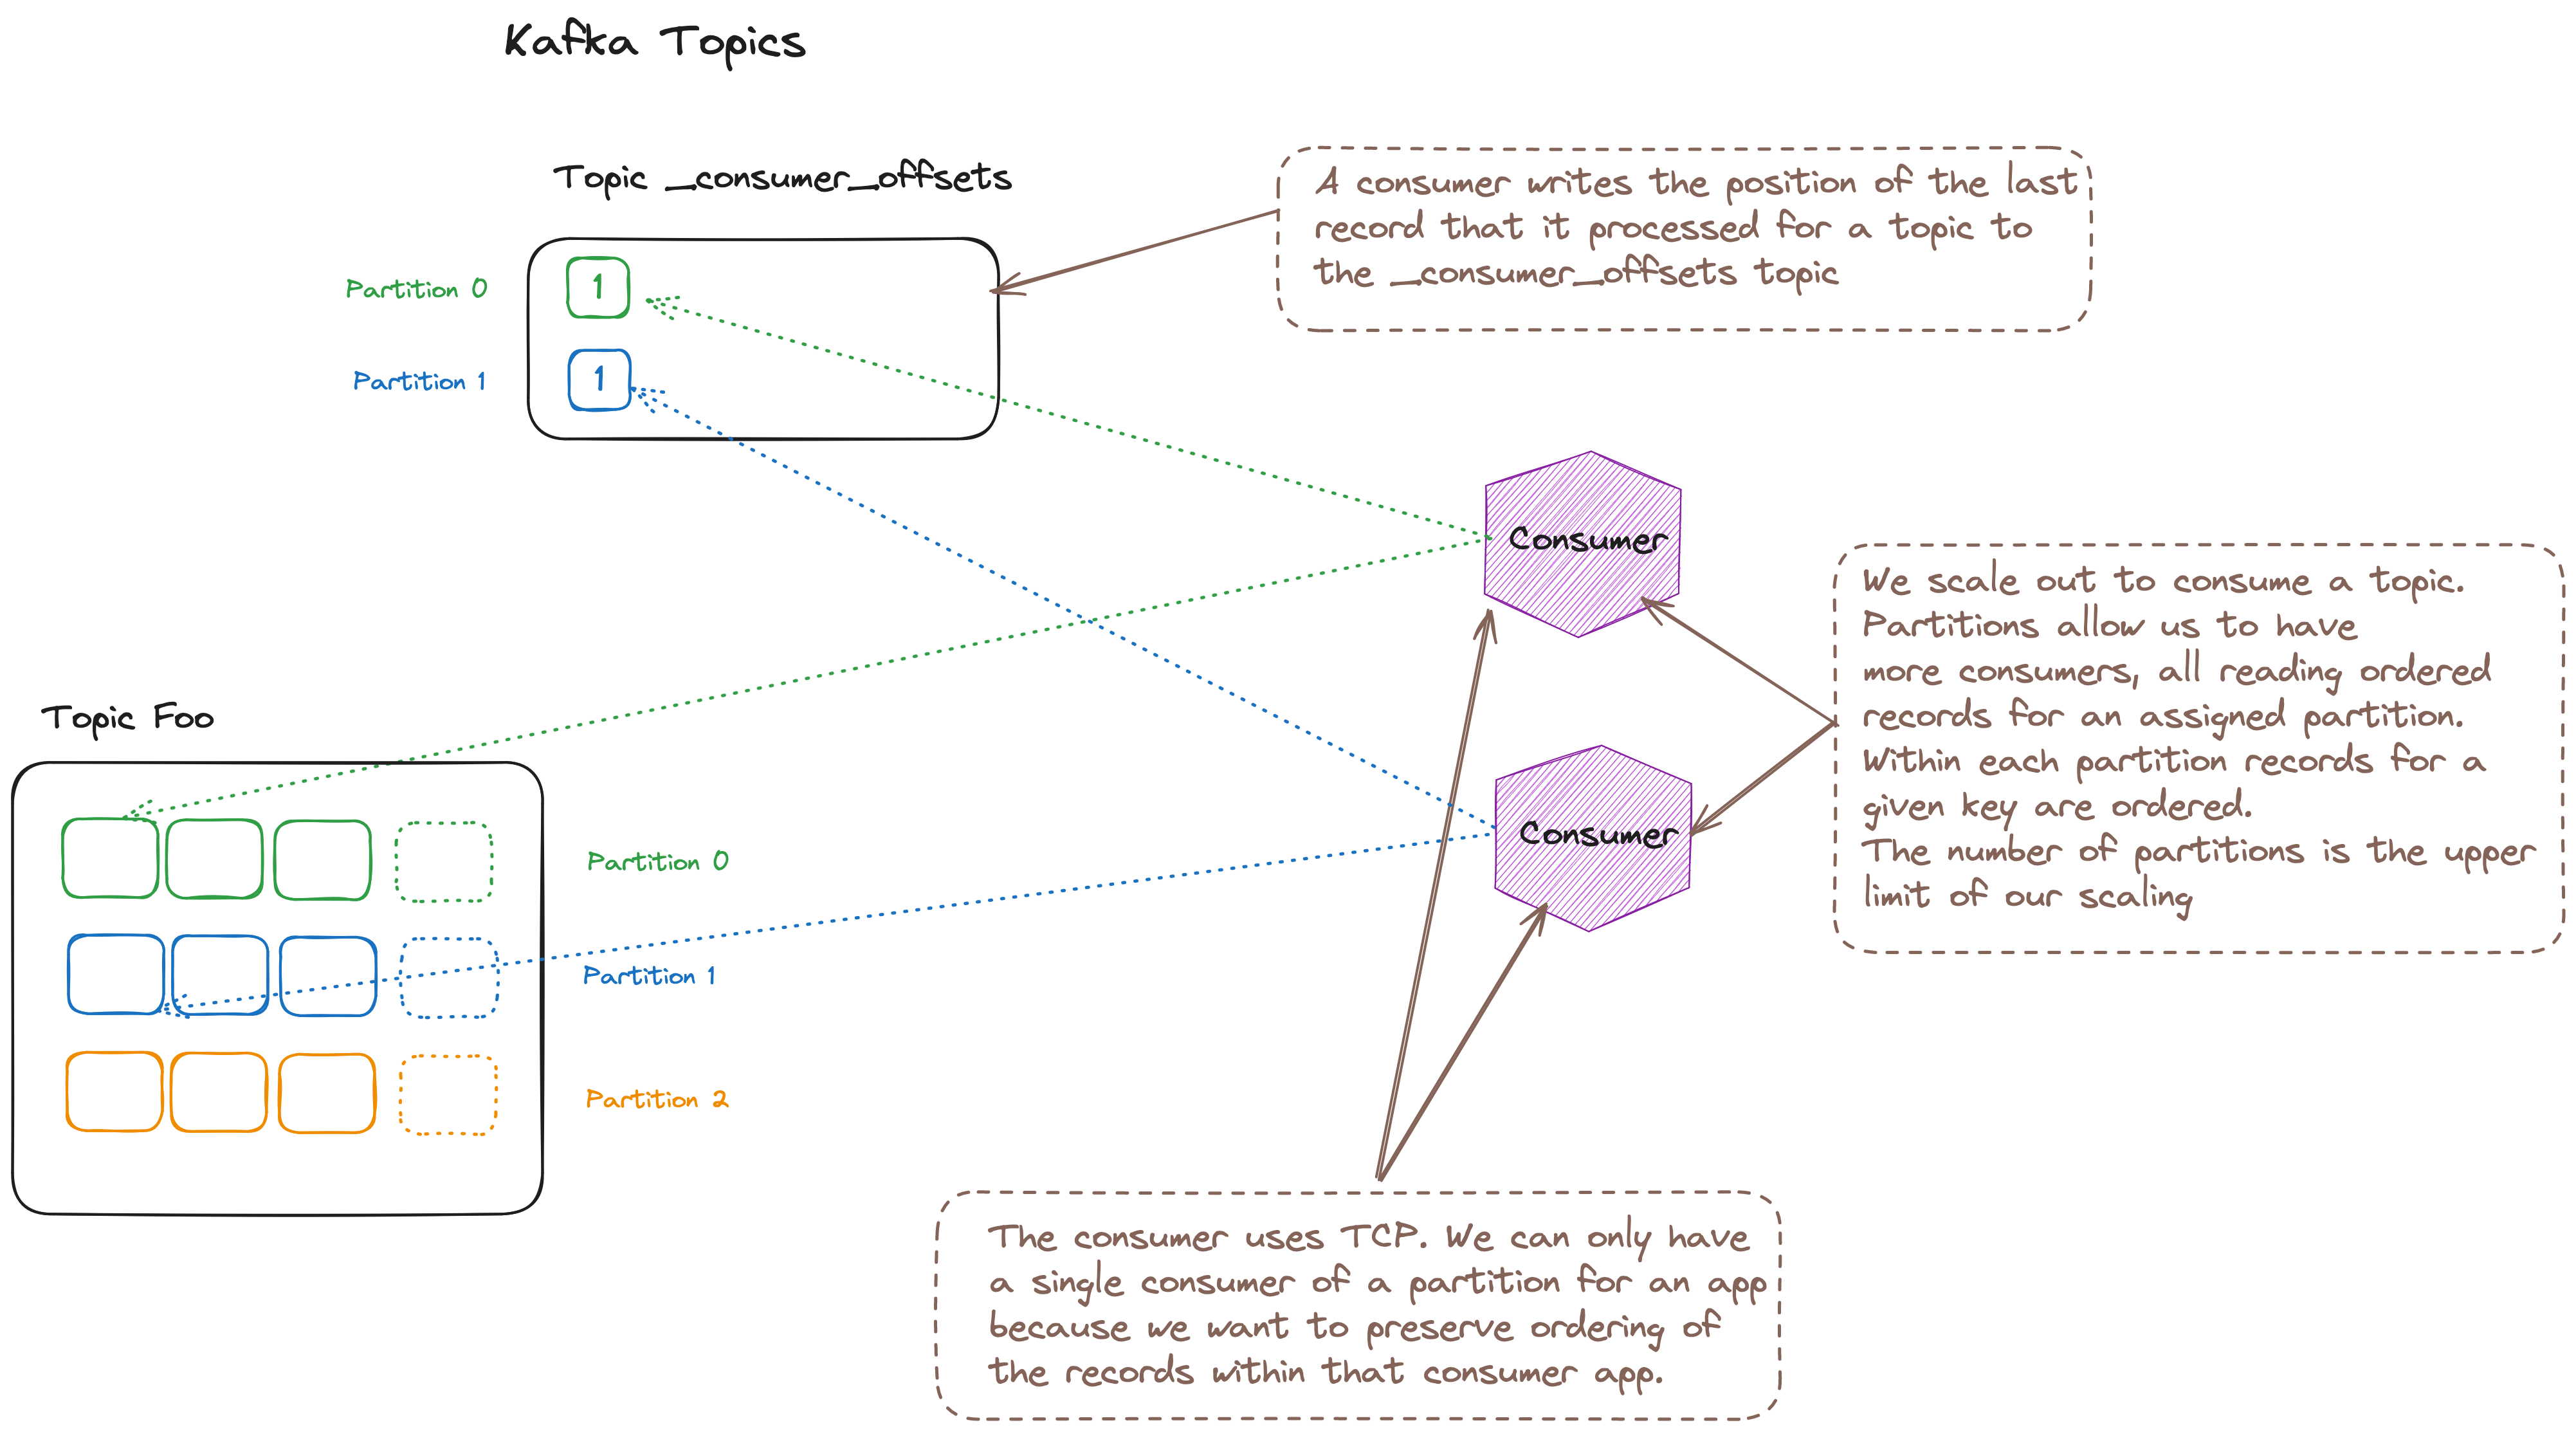 Kafka Topics
Topic __consumer__offsets
A consumer writes the position of the last
record that it processed for a topic to
the __consumer__offsets topic
Partition 0
1
Partition 1
1
Consumer
We scale out to consume a topic.
Partitions allow us to have
more consumers, all reading ordered
records for an assigned partition.
Within each partition records for a
given key are ordered.
The number of partitions is the upper
limit of our scaling
Topic Foo
Consumer
Partition 0
Partition 1
Partition 2
The consumer uses TCP. We can only have
a single consumer of a partition for an app
because we want to preserve ordering of
the records within that consumer app.